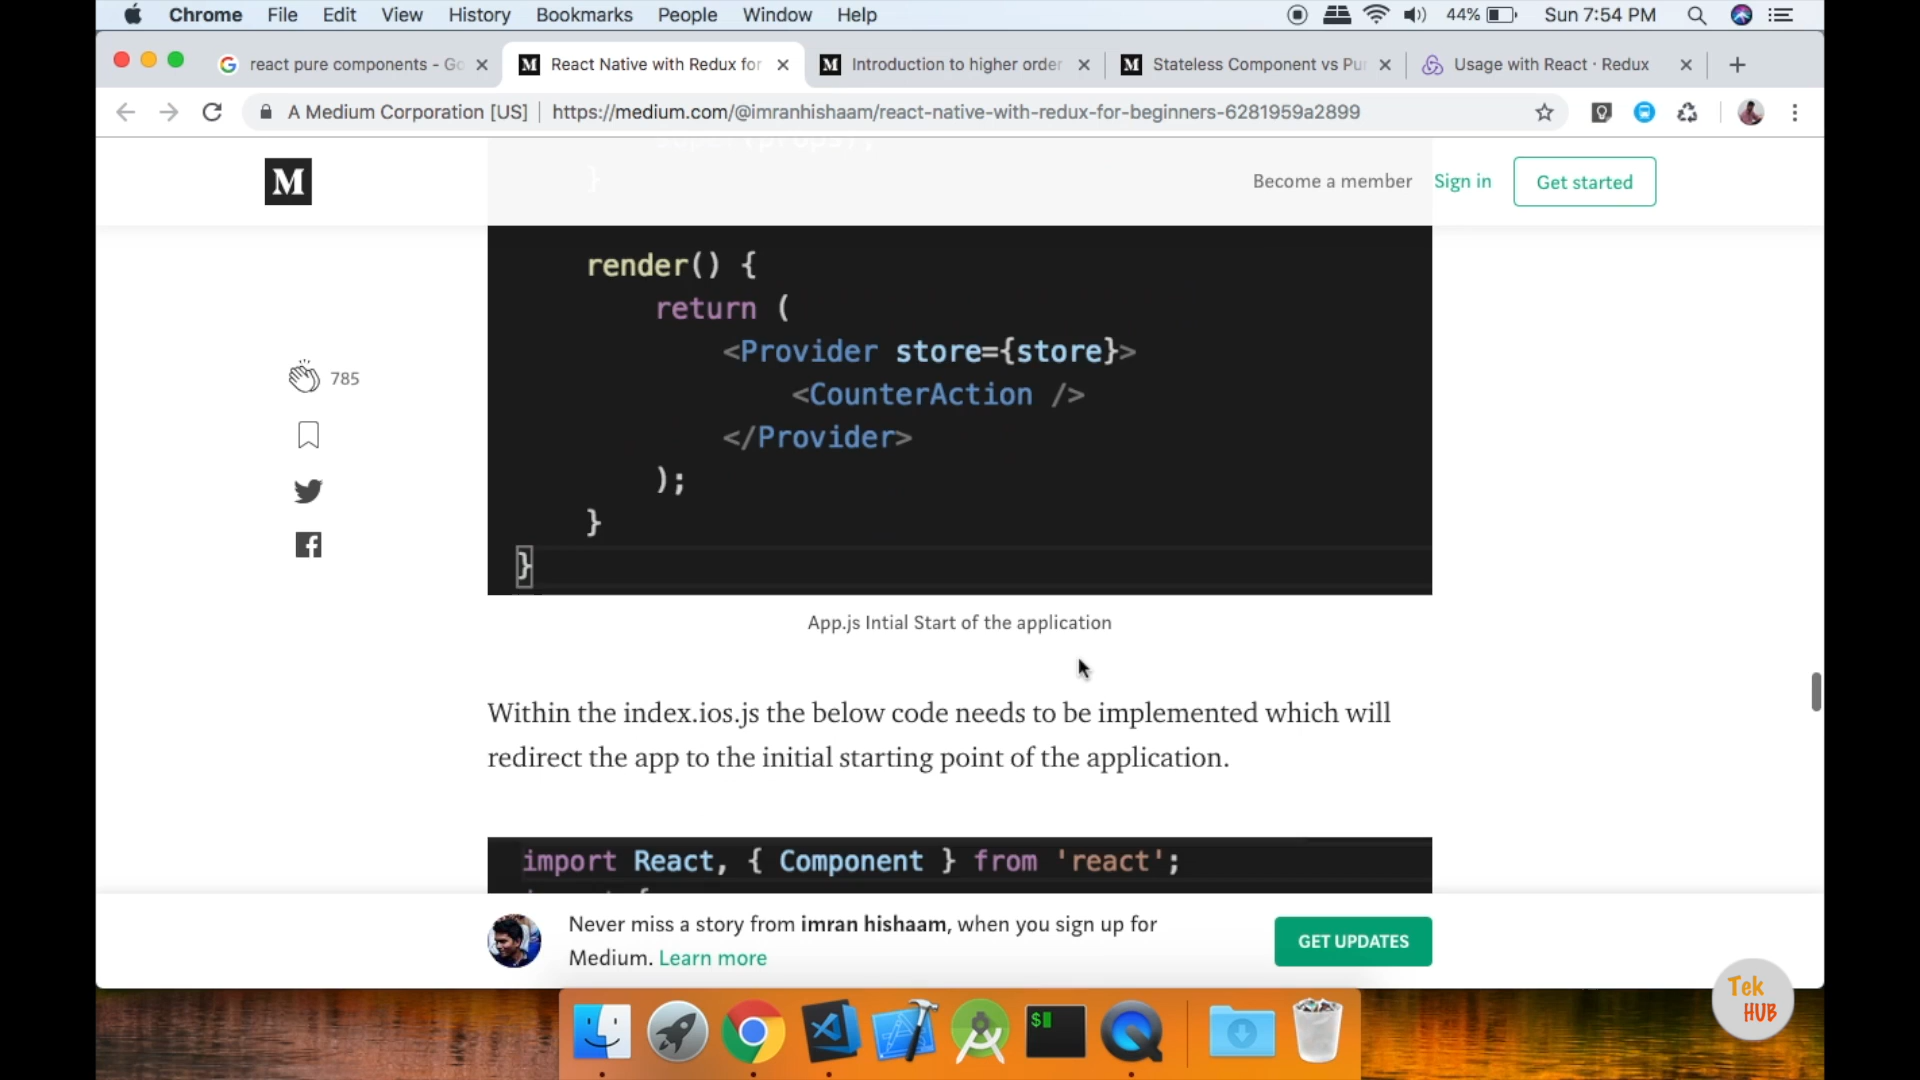 Chrome File Edit View History Bookmarks People Window Help 44% Sun 7:54 PM
react pure components - Go
React Native with Redux for
Introduction to higher order
Stateless Component vs Pu
Usage with React · Redux
A Medium Corporation [US] | https://medium.com/@imranhishaam/react-native-with-redux-for-beginners-6281959a2899
M
Become a member Sign in Get started
}
render() {
return (
<Provider store={store}>
<CounterAction />
</Provider>
);
}
}
785
App.js Intial Start of the application
Within the index.ios.js the below code needs to be implemented which will
redirect the app to the initial starting point of the application.
import React, { Component } from 'react';
Never miss a story from imran hishaam, when you sign up for
Medium. Learn more
GET UPDATES
Tek
HUB